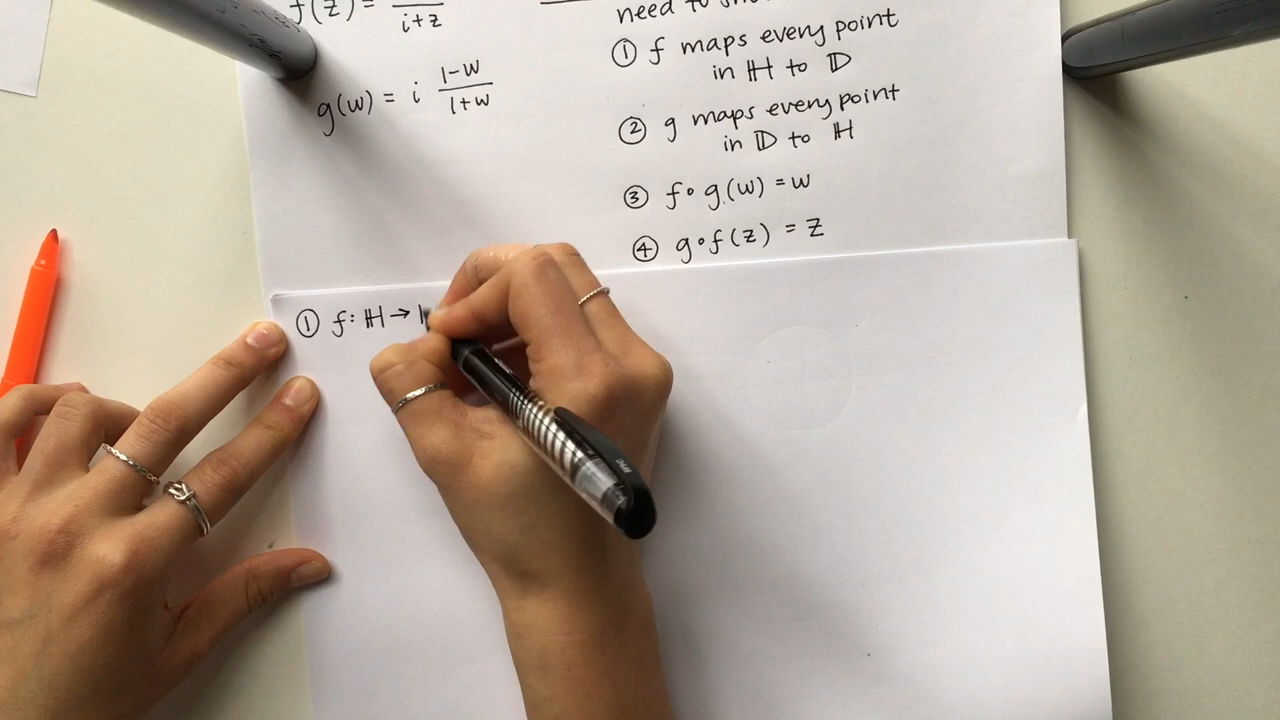 f(z) =
i+z
g(w) = i 1-w
1+w
need to
① f maps every point
in ℍ to 𝔻
② g maps every point
in 𝔻 to ℍ
③ f∘g(w) = w
④ g∘f(z) = z
① f: ℍ →